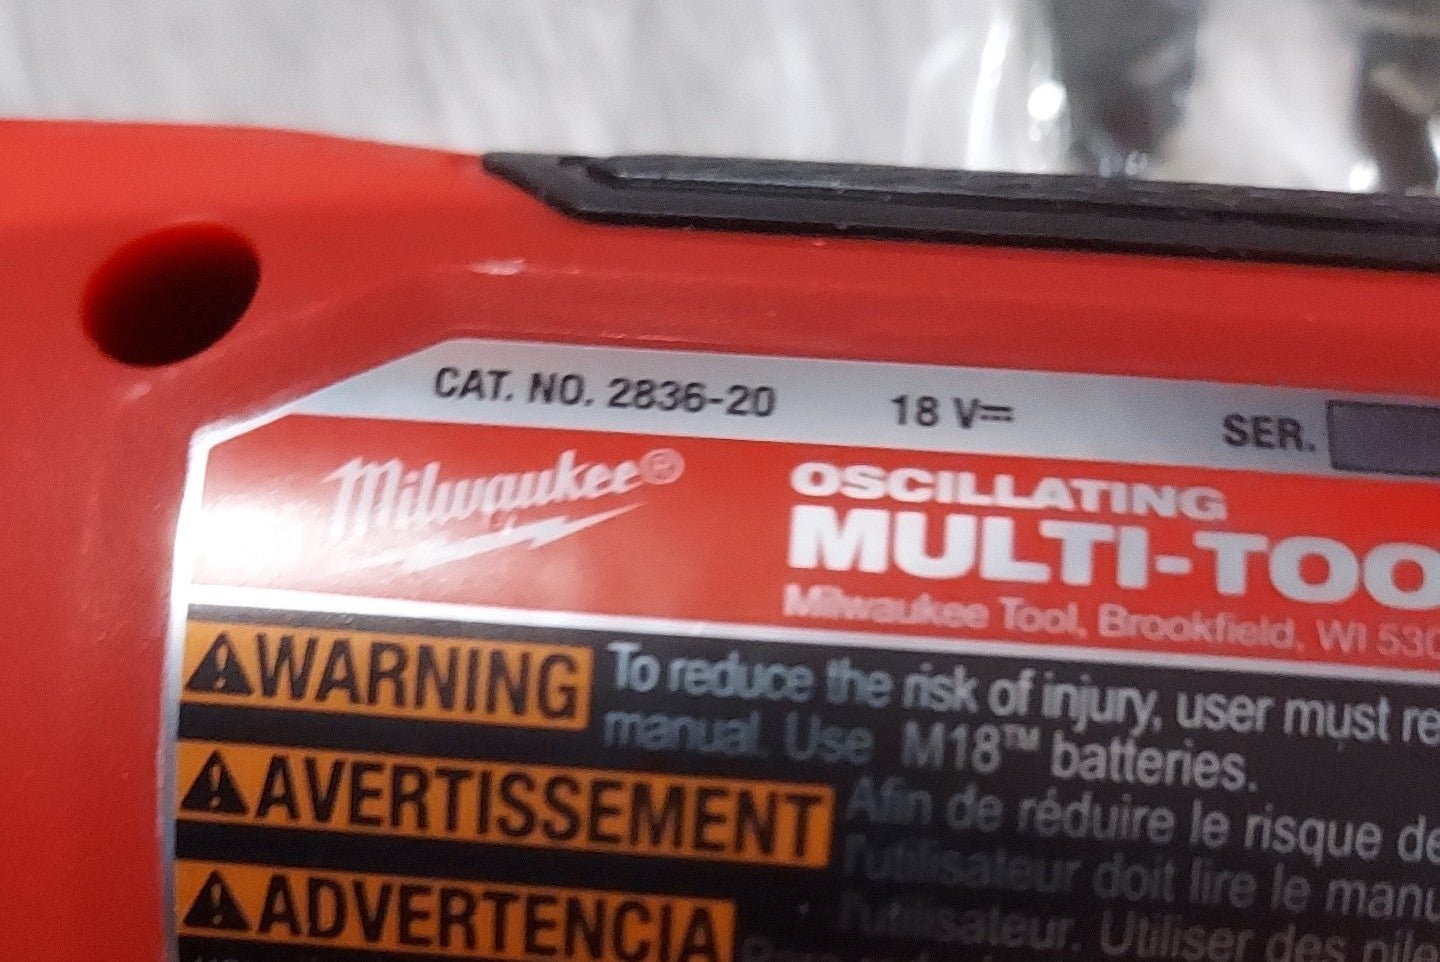 CAT. NO. 2836-20 18 V⎓ SER.
Milwaukee®
OSCILLATING
MULTI-TOO
Milwaukee Tool, Brookfield, WI 530
⚠WARNING To reduce the risk of injury, user must re
manual. Use M18™ batteries.
⚠AVERTISSEMENT Afin de réduire le risque de
l'utilisateur doit lire le manu
⚠ADVERTENCIA l'utilisateur. Utiliser des pile